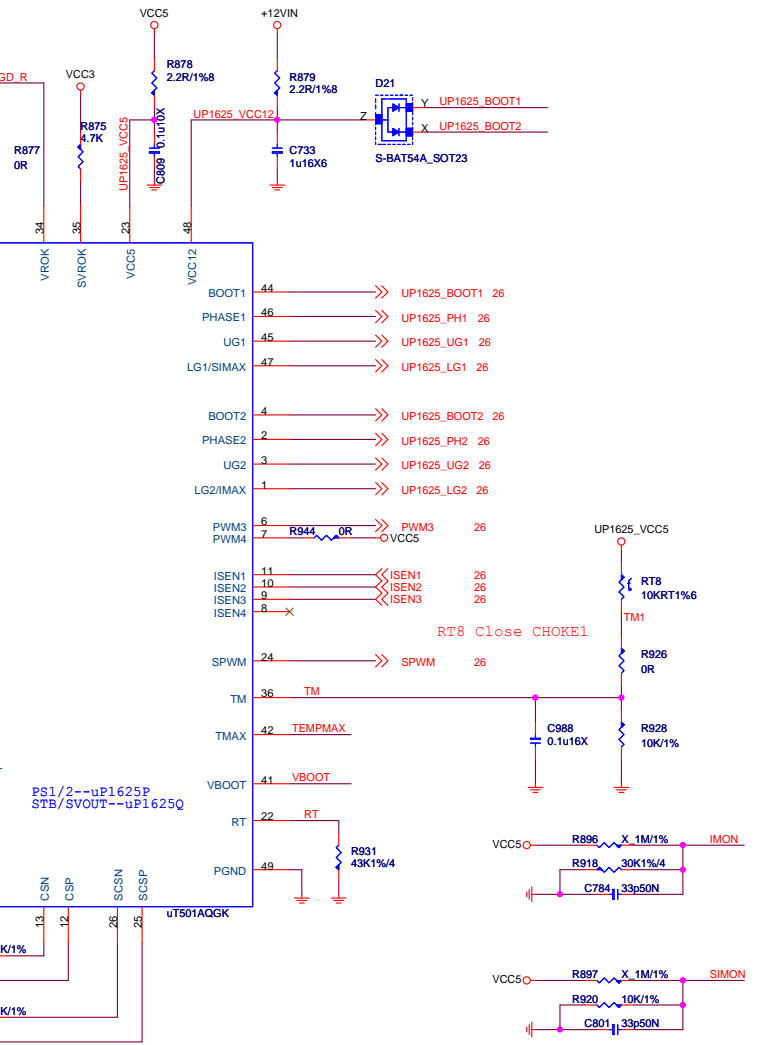 VCC5
+12VIN
GD_R
VCC3
R878
2.2R/1%8
R879
2.2R/1%8
D21
Y UP1625_BOOT1
UP1625_VCC12
Z
X UP1625_BOOT2
S-BAT54A_SOT23
R877
0R
R875
4.7K
UP1625_VCC5
C809 0.1u10X
C733
1u16X6
34
35
23
48
VROK
SVROK
VCC5
VCC12
BOOT1 44 UP1625_BOOT1 26
PHASE1 46 UP1625_PH1 26
UG1 45 UP1625_UG1 26
LG1/SIMAX 47 UP1625_LG1 26
BOOT2 4 UP1625_BOOT2 26
PHASE2 2 UP1625_PH2 26
UG2 3 UP1625_UG2 26
LG2/IMAX 1 UP1625_LG2 26
PWM3 6 PWM3 26
PWM4 7 R944 0R VCC5
UP1625_VCC5
ISEN1 11 ISEN1 26
ISEN2 10 ISEN2 26
ISEN3 9 ISEN3 26
ISEN4 8
RT8
10KRT1%6
TM1
RT8 Close CHOKE1
SPWM 24 SPWM 26
R926
0R
TM 36 TM
TMAX 42 TEMPMAX
C988
0.1u16X
R928
10K/1%
VBOOT 41 VBOOT
PS1/2--uP1625P
STB/SVOUT--uP1625Q
RT 22 RT
R931
43K1%/4
PGND 49
CSN
CSP
SCSN
SCSP
13
12
26
25
uT501AQGK
VCC5 R896 X_1M/1% IMON
R918 30K1%/4
C784 33p50N
K/1%
VCC5 R897 X_1M/1% SIMON
R920 10K/1%
K/1%
C801 33p50N